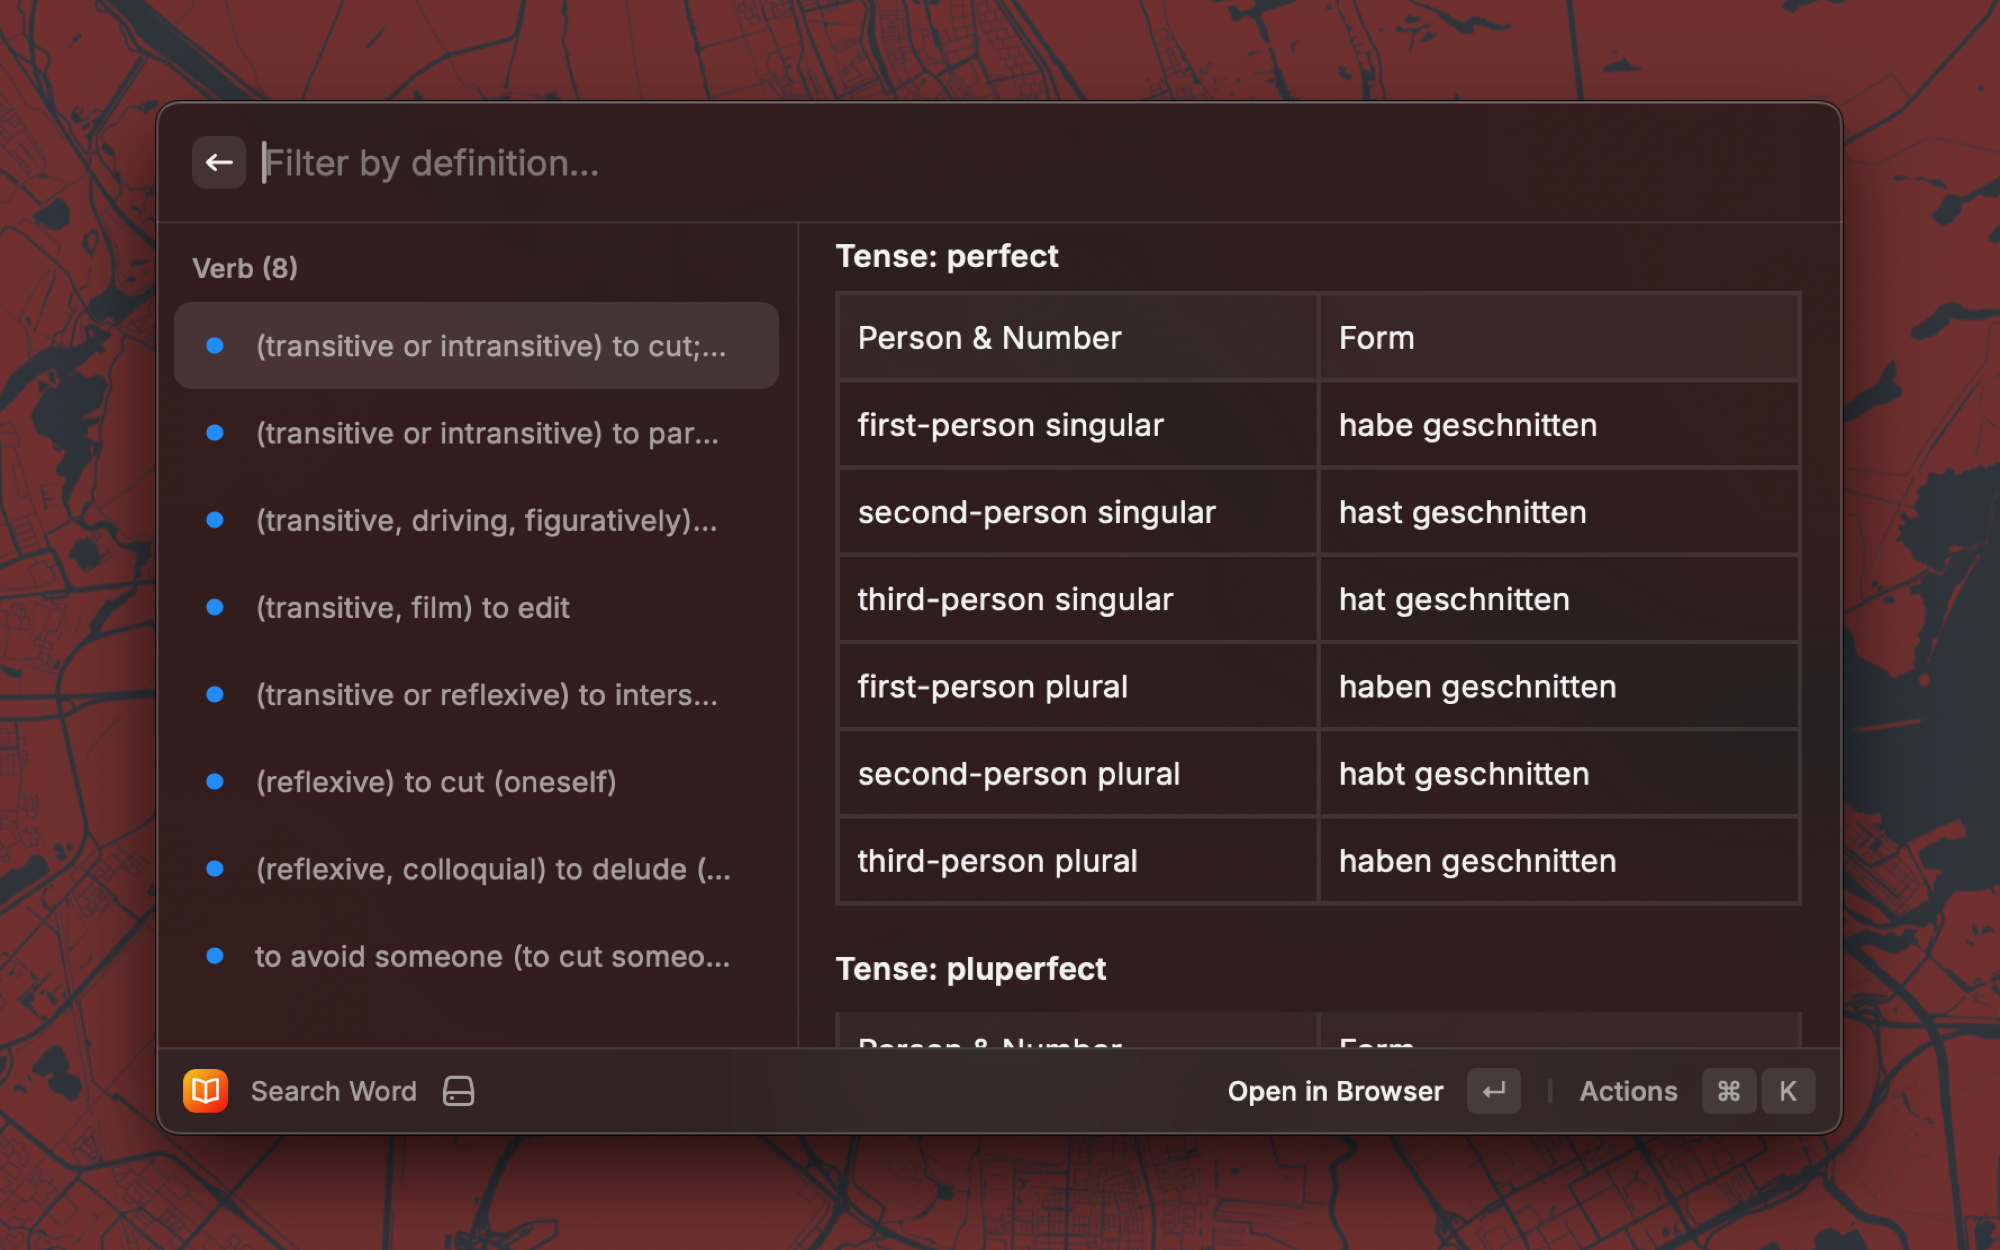 Filter by definition...
Verb (8)
(transitive or intransitive) to cut;...
(transitive or intransitive) to par...
(transitive, driving, figuratively)...
(transitive, film) to edit
(transitive or reflexive) to inters...
(reflexive) to cut (oneself)
(reflexive, colloquial) to delude (...
to avoid someone (to cut someo...
Tense: perfect
Person & Number Form
first-person singular habe geschnitten
second-person singular hast geschnitten
third-person singular hat geschnitten
first-person plural haben geschnitten
second-person plural habt geschnitten
third-person plural haben geschnitten
Tense: pluperfect
Person & Number Form
Search Word Open in Browser ↵ Actions ⌘ K